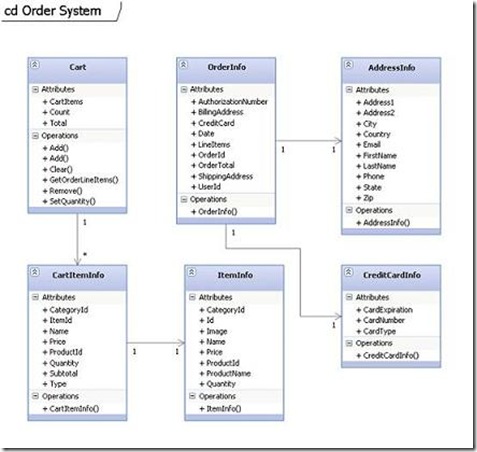 cd Order System
Cart
Attributes
+ CartItems
+ Count
+ Total
Operations
+ Add()
+ Add()
+ Clear()
+ GetOrderLineItems()
+ Remove()
+ SetQuantity()
OrderInfo
Attributes
+ AuthorizationNumber
+ BillingAddress
+ CreditCard
+ Date
+ LineItems
+ OrderId
+ OrderTotal
+ ShippingAddress
+ UserId
Operations
+ OrderInfo()
AddressInfo
Attributes
+ Address1
+ Address2
+ City
+ Country
+ Email
+ FirstName
+ LastName
+ Phone
+ State
+ Zip
Operations
+ AddressInfo()
1
1
1
*
1
1
CartItemInfo
Attributes
+ CategoryId
+ ItemId
+ Name
+ Price
+ ProductId
+ Quantity
+ Subtotal
+ Type
Operations
+ CartItemInfo()
1
1
ItemInfo
Attributes
+ CategoryId
+ Id
+ Image
+ Name
+ Price
+ ProductId
+ ProductName
+ Quantity
Operations
+ ItemInfo()
CreditCardInfo
Attributes
+ CardExpiration
+ CardNumber
+ CardType
Operations
+ CreditCardInfo()